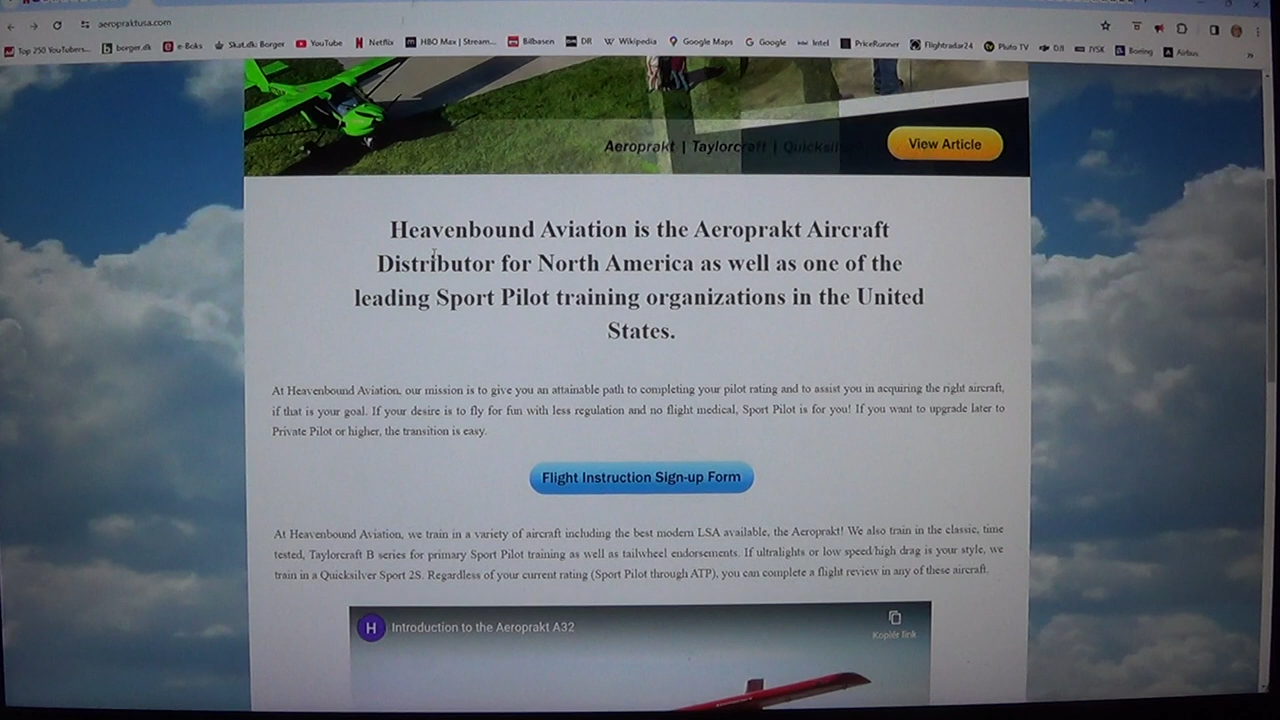 aeropraktusa.com
Top 250 YouTubers... borger.dk e-Boks Skat.dk: Borger YouTube Netflix HBO Max | Stream... Bilbasen DR Wikipedia Google Maps Google Intel PriceRunner Flightradar24 Pluto TV DJI JYSK Boeing Airbus
Aeroprakt | Taylorcraft | Quicksil
View Article
Heavenbound Aviation is the Aeroprakt Aircraft
Distributor for North America as well as one of the
leading Sport Pilot training organizations in the United
States.
At Heavenbound Aviation, our mission is to give you an attainable path to completing your pilot rating and to assist you in acquiring the right aircraft,
if that is your goal. If your desire is to fly for fun with less regulation and no flight medical, Sport Pilot is for you! If you want to upgrade later to
Private Pilot or higher, the transition is easy.
Flight Instruction Sign-up Form
At Heavenbound Aviation, we train in a variety of aircraft including the best modern LSA available, the Aeroprakt! We also train in the classic, time
tested, Taylorcraft B series for primary Sport Pilot training as well as tailwheel endorsements. If ultralights or low speed/high drag is your style, we
train in a Quicksilver Sport 2S. Regardless of your current rating (Sport Pilot through ATP), you can complete a flight review in any of these aircraft.
H Introduction to the Aeroprakt A32
Kopiér link